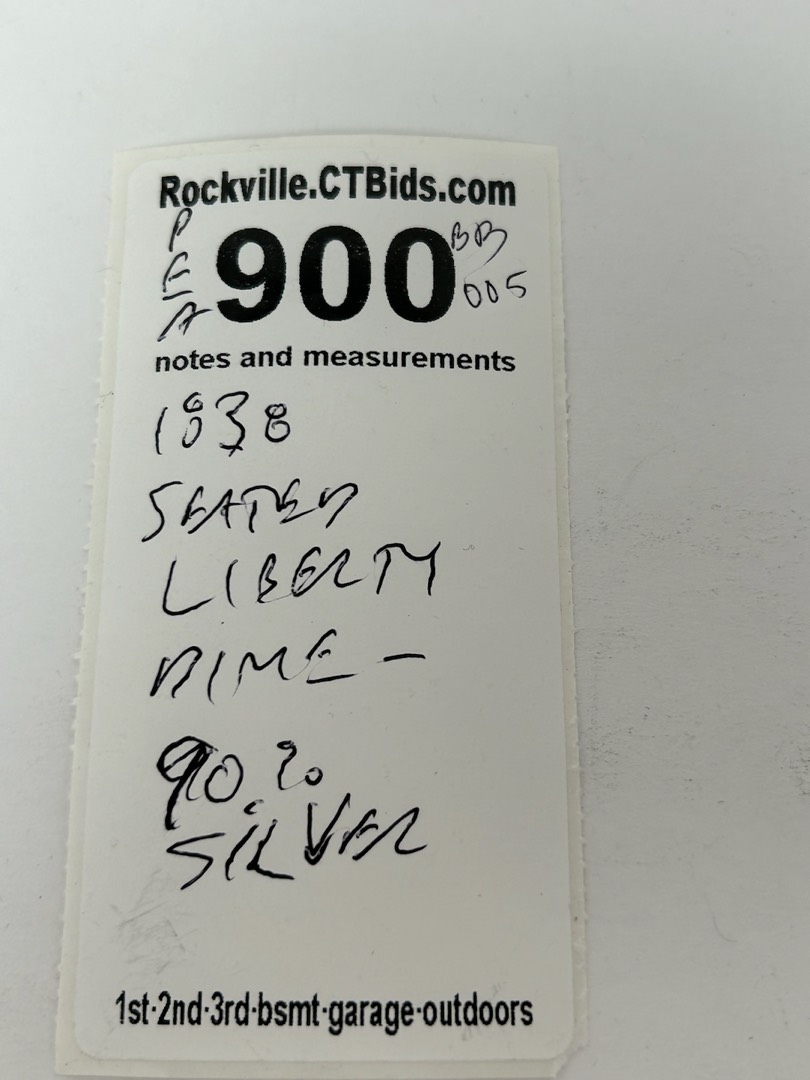 Rockville.CTBids.com
PEA 900 BB 005
notes and measurements
1838
SEATED
LIBERTY
DIME -
90%
SILVER
1st·2nd·3rd·bsmt·garage·outdoors